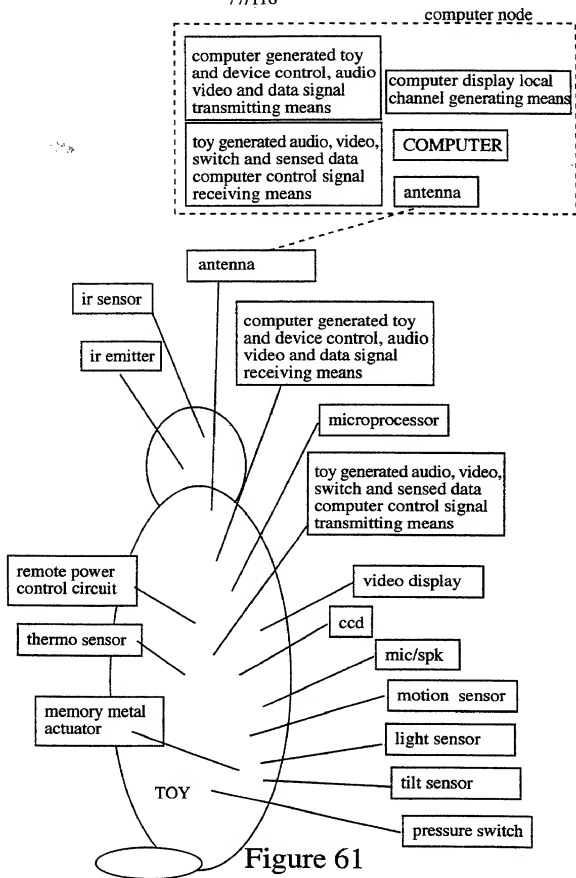 77/116
computer node
computer generated toy
and device control, audio
video and data signal
transmitting means
computer display local
channel generating means
toy generated audio, video,
switch and sensed data
computer control signal
receiving means
COMPUTER
antenna
antenna
ir sensor
computer generated toy
and device control, audio
video and data signal
receiving means
ir emitter
microprocessor
toy generated audio, video,
switch and sensed data
computer control signal
transmitting means
remote power
control circuit
video display
ccd
thermo sensor
mic/spk
motion sensor
memory metal
actuator
light sensor
tilt sensor
TOY
pressure switch
Figure 61